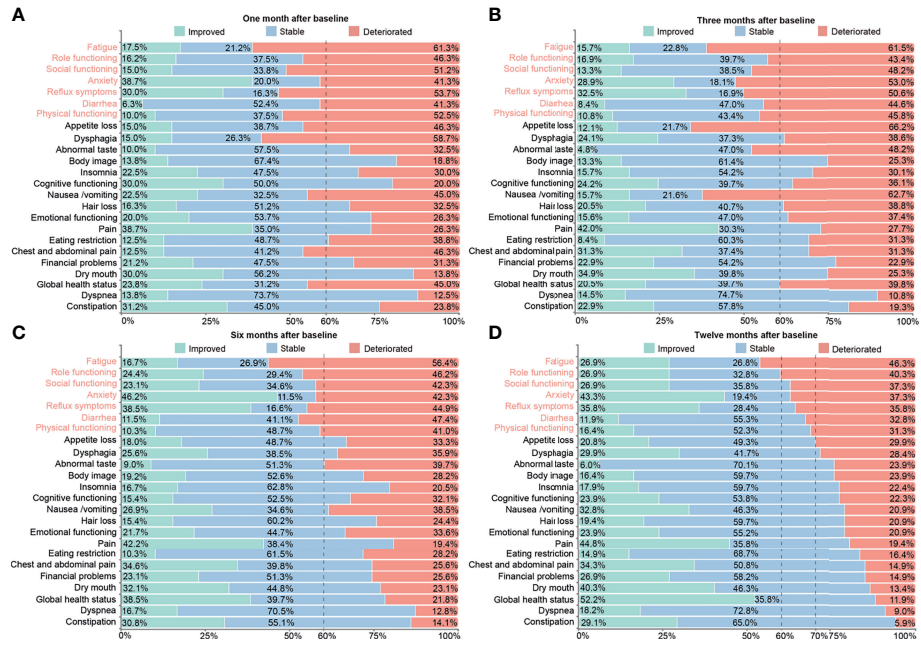 A
One month after baseline
Improved Stable Deteriorated
Fatigue 17.5% 21.2% 61.3%
Role functioning 16.2% 37.5% 46.3%
Social functioning 15.0% 33.8% 51.2%
Anxiety 38.7% 20.0% 41.3%
Reflux symptoms 30.0% 16.3% 53.7%
Diarrhea 6.3% 52.4% 41.3%
Physical functioning 10.0% 37.5% 52.5%
Appetite loss 15.0% 38.7% 46.3%
Dysphagia 15.0% 26.3% 58.7%
Abnormal taste 10.0% 57.5% 32.5%
Body image 13.8% 67.4% 18.8%
Insomnia 22.5% 47.5% 30.0%
Cognitive functioning 30.0% 50.0% 20.0%
Nausea /vomiting 22.5% 32.5% 45.0%
Hair loss 16.3% 51.2% 32.5%
Emotional functioning 20.0% 53.7% 26.3%
Pain 38.7% 35.0% 26.3%
Eating restriction 12.5% 48.7% 38.8%
Chest and abdominal pain 12.5% 41.2% 46.3%
Financial problems 21.2% 47.5% 31.3%
Dry mouth 30.0% 56.2% 13.8%
Global health status 23.8% 31.2% 45.0%
Dyspnea 13.8% 73.7% 12.5%
Constipation 31.2% 45.0% 23.8%
0% 25% 50% 60% 75% 100%
B
Three months after baseline
Improved Stable Deteriorated
Fatigue 15.7% 22.8% 61.5%
Role functioning 16.9% 39.7% 43.4%
Social functioning 13.3% 38.5% 48.2%
Anxiety 28.9% 18.1% 53.0%
Reflux symptoms 32.5% 16.9% 50.6%
Diarrhea 8.4% 47.0% 44.6%
Physical functioning 10.8% 43.4% 45.8%
Appetite loss 12.1% 21.7% 66.2%
Dysphagia 24.1% 37.3% 38.6%
Abnormal taste 4.8% 47.0% 48.2%
Body image 13.3% 61.4% 25.3%
Insomnia 15.7% 54.2% 30.1%
Cognitive functioning 24.2% 39.7% 36.1%
Nausea /vomiting 15.7% 21.6% 62.7%
Hair loss 20.5% 40.7% 38.8%
Emotional functioning 15.6% 47.0% 37.4%
Pain 42.0% 30.3% 27.7%
Eating restriction 8.4% 60.3% 31.3%
Chest and abdominal pain 31.3% 37.4% 31.3%
Financial problems 22.9% 54.2% 22.9%
Dry mouth 34.9% 39.8% 25.3%
Global health status 20.5% 39.7% 39.8%
Dyspnea 14.5% 74.7% 10.8%
Constipation 22.9% 57.8% 19.3%
0% 25% 50% 60% 75% 100%
C
Six months after baseline
Improved Stable Deteriorated
Fatigue 16.7% 26.9% 56.4%
Role functioning 24.4% 29.4% 46.2%
Social functioning 23.1% 34.6% 42.3%
Anxiety 46.2% 11.5% 42.3%
Reflux symptoms 38.5% 16.6% 44.9%
Diarrhea 11.5% 41.1% 47.4%
Physical functioning 10.3% 48.7% 41.0%
Appetite loss 18.0% 48.7% 33.3%
Dysphagia 25.6% 38.5% 35.9%
Abnormal taste 9.0% 51.3% 39.7%
Body image 19.2% 52.6% 28.2%
Insomnia 16.7% 62.8% 20.5%
Cognitive functioning 15.4% 52.5% 32.1%
Nausea /vomiting 26.9% 34.6% 38.5%
Hair loss 15.4% 60.2% 24.4%
Emotional functioning 21.7% 44.7% 33.6%
Pain 42.2% 38.4% 19.4%
Eating restriction 10.3% 61.5% 28.2%
Chest and abdominal pain 34.6% 39.8% 25.6%
Financial problems 23.1% 51.3% 25.6%
Dry mouth 32.1% 44.8% 23.1%
Global health status 38.5% 39.7% 21.8%
Dyspnea 16.7% 70.5% 12.8%
Constipation 30.8% 55.1% 14.1%
0% 25% 50% 60% 75% 100%
D
Twelve months after baseline
Improved Stable Deteriorated
Fatigue 26.9% 26.8% 46.3%
Role functioning 26.9% 32.8% 40.3%
Social functioning 26.9% 35.8% 37.3%
Anxiety 43.3% 19.4% 37.3%
Reflux symptoms 35.8% 28.4% 35.8%
Diarrhea 11.9% 55.3% 32.8%
Physical functioning 16.4% 52.3% 31.3%
Appetite loss 20.8% 49.3% 29.9%
Dysphagia 29.9% 41.7% 28.4%
Abnormal taste 6.0% 70.1% 23.9%
Body image 16.4% 59.7% 23.9%
Insomnia 17.9% 59.7% 22.4%
Cognitive functioning 23.9% 53.8% 22.3%
Nausea /vomiting 32.8% 46.3% 20.9%
Hair loss 19.4% 59.7% 20.9%
Emotional functioning 23.9% 55.2% 20.9%
Pain 44.8% 35.8% 19.4%
Eating restriction 14.9% 68.7% 16.4%
Chest and abdominal pain 34.3% 50.8% 14.9%
Financial problems 26.9% 58.2% 14.9%
Dry mouth 40.3% 46.3% 13.4%
Global health status 52.2% 35.8% 11.9%
Dyspnea 18.2% 72.8% 9.0%
Constipation 29.1% 65.0% 5.9%
0% 25% 50% 60% 70% 75% 100%